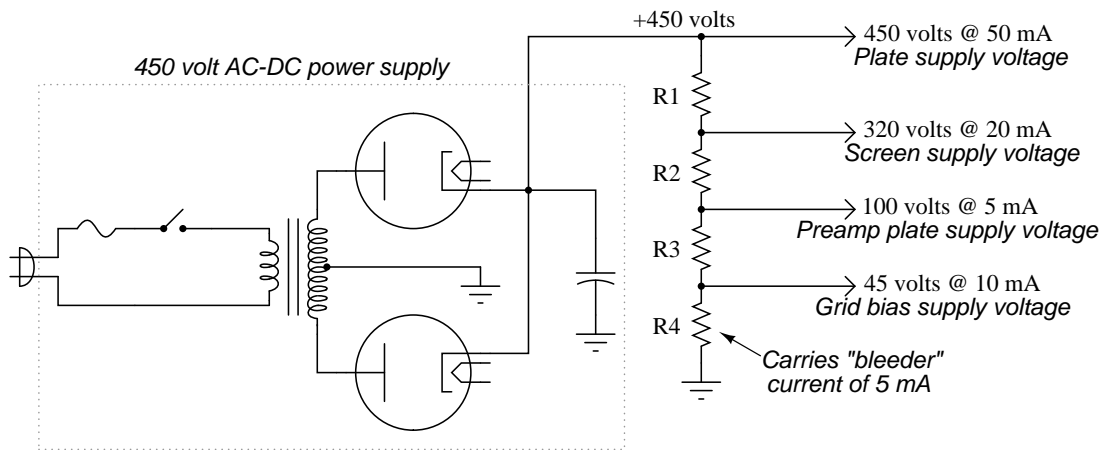 +450 volts
450 volts @ 50 mA
Plate supply voltage
450 volt AC-DC power supply
R1
320 volts @ 20 mA
Screen supply voltage
R2
100 volts @ 5 mA
Preamp plate supply voltage
R3
45 volts @ 10 mA
Grid bias supply voltage
R4
Carries "bleeder"
current of 5 mA